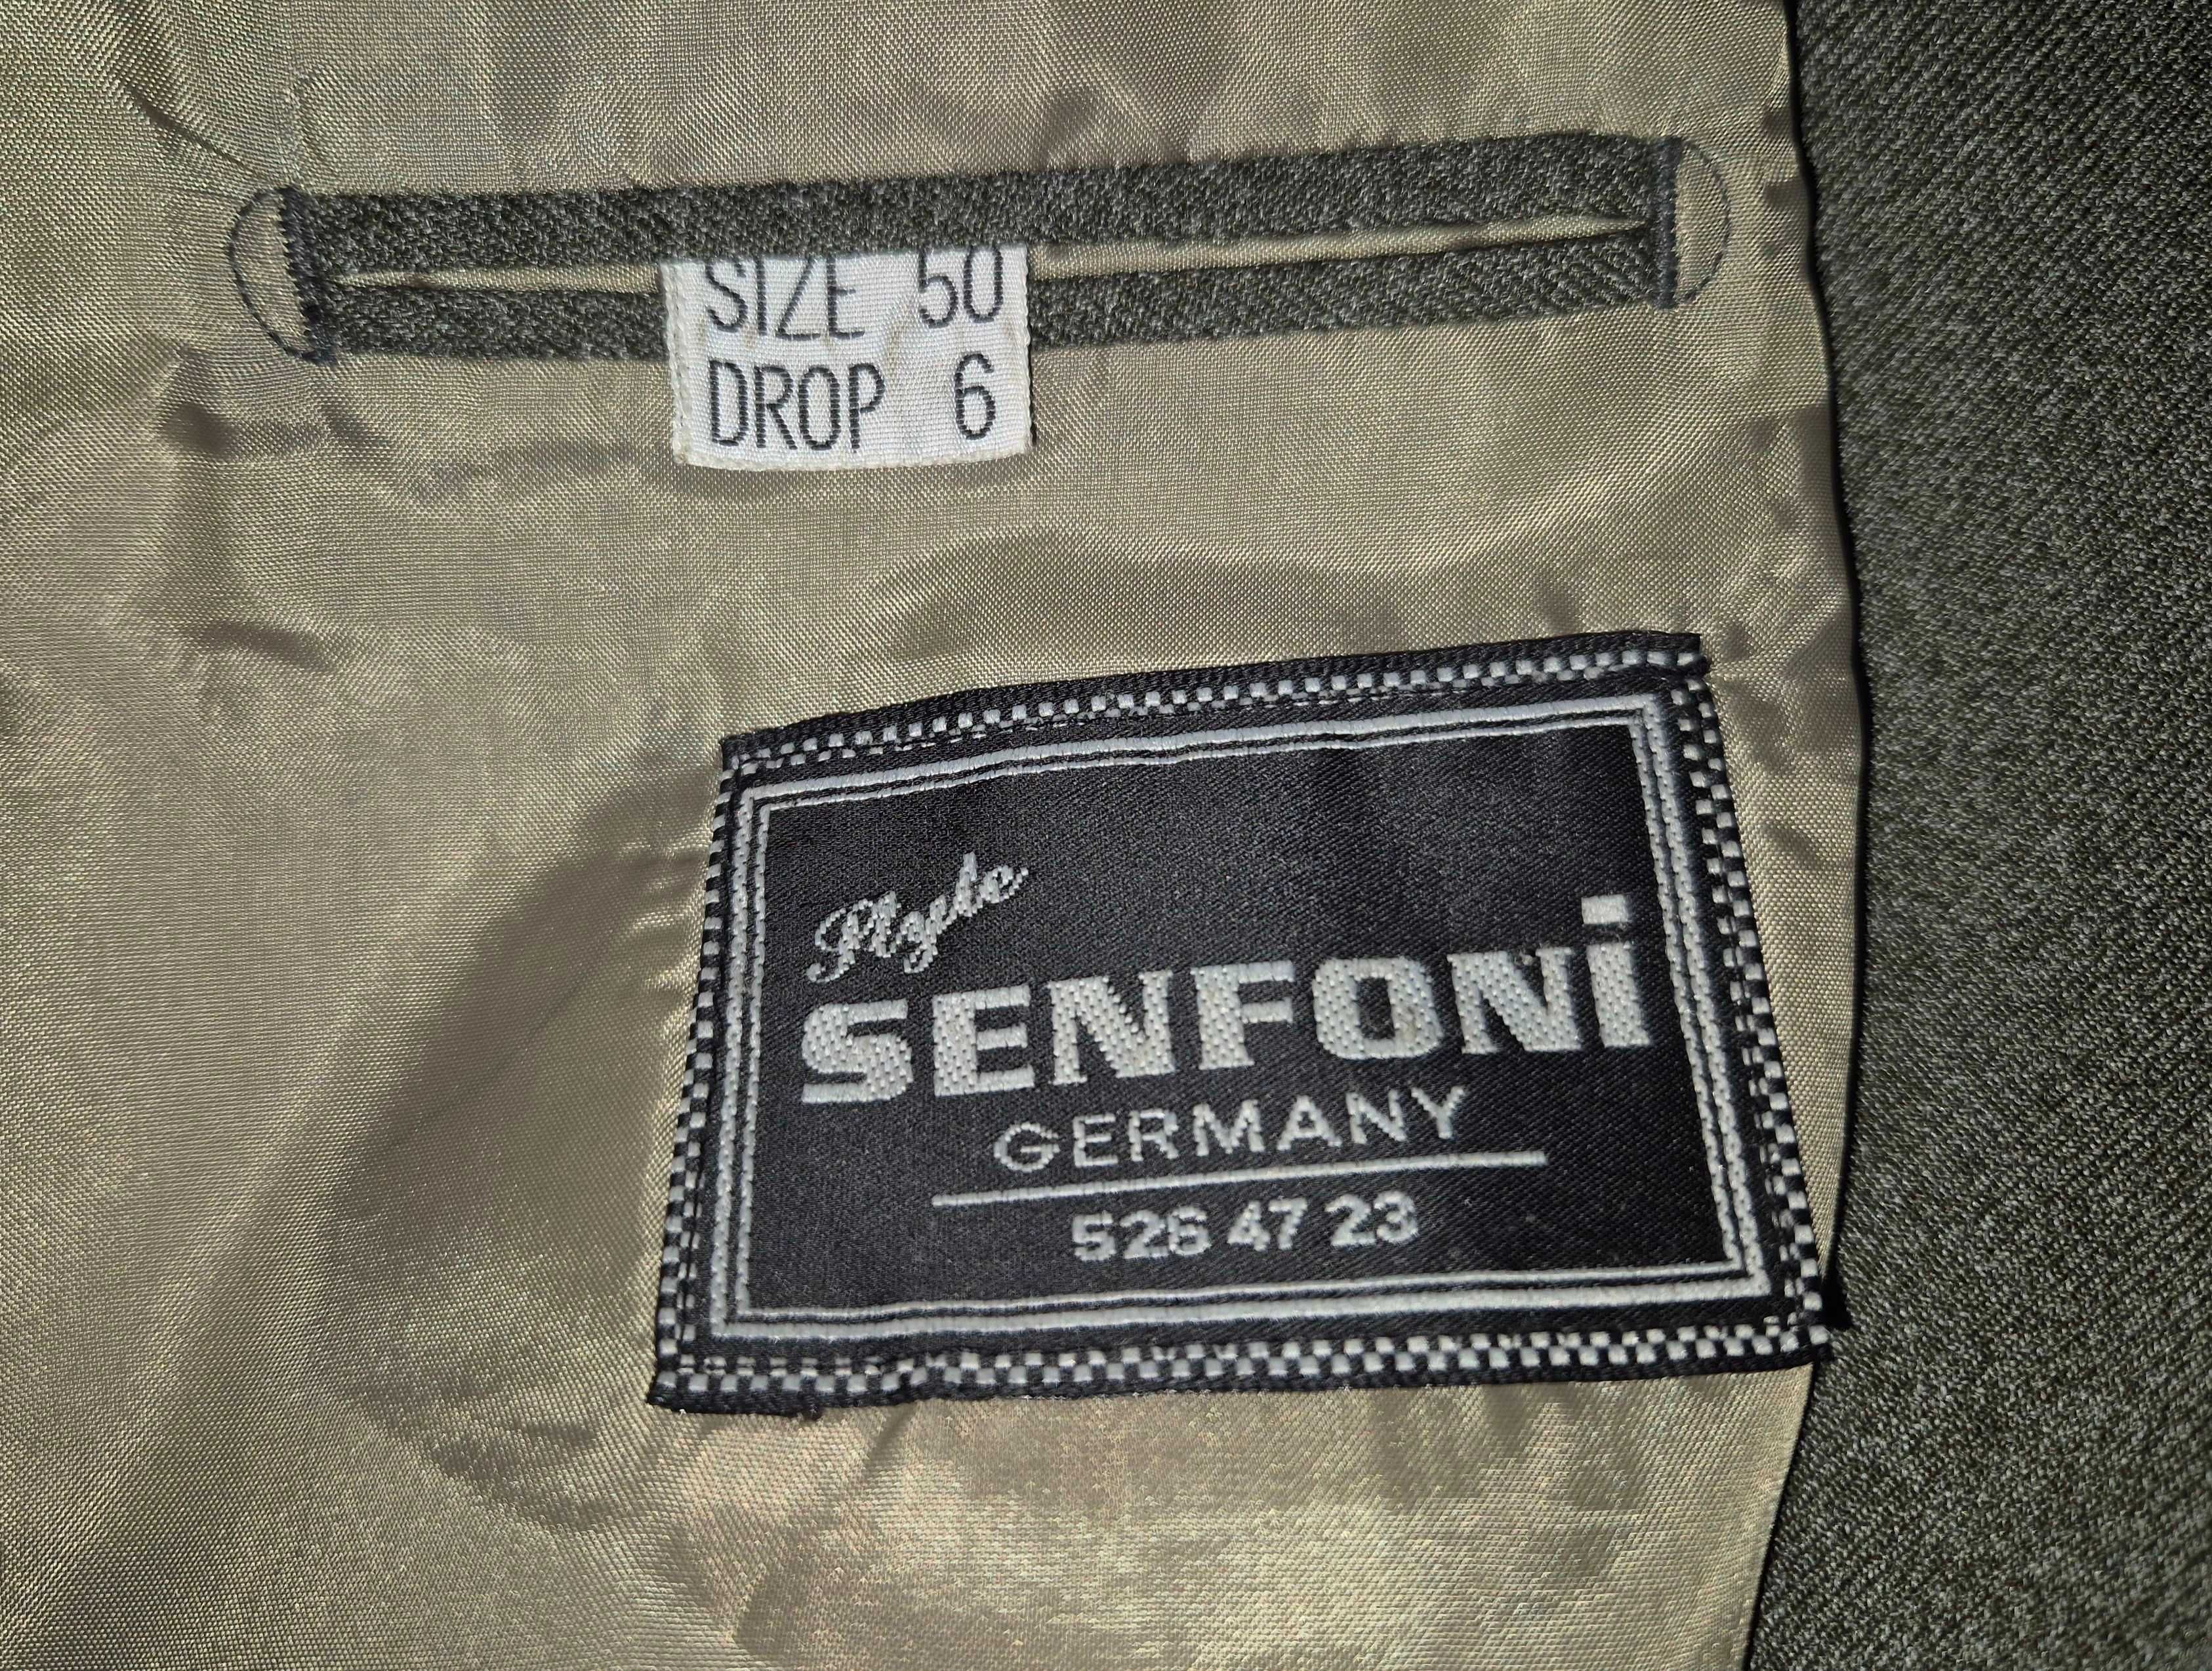 SIZE 50
DROP 6
Style
SENFONi
GERMANY
526 47 23